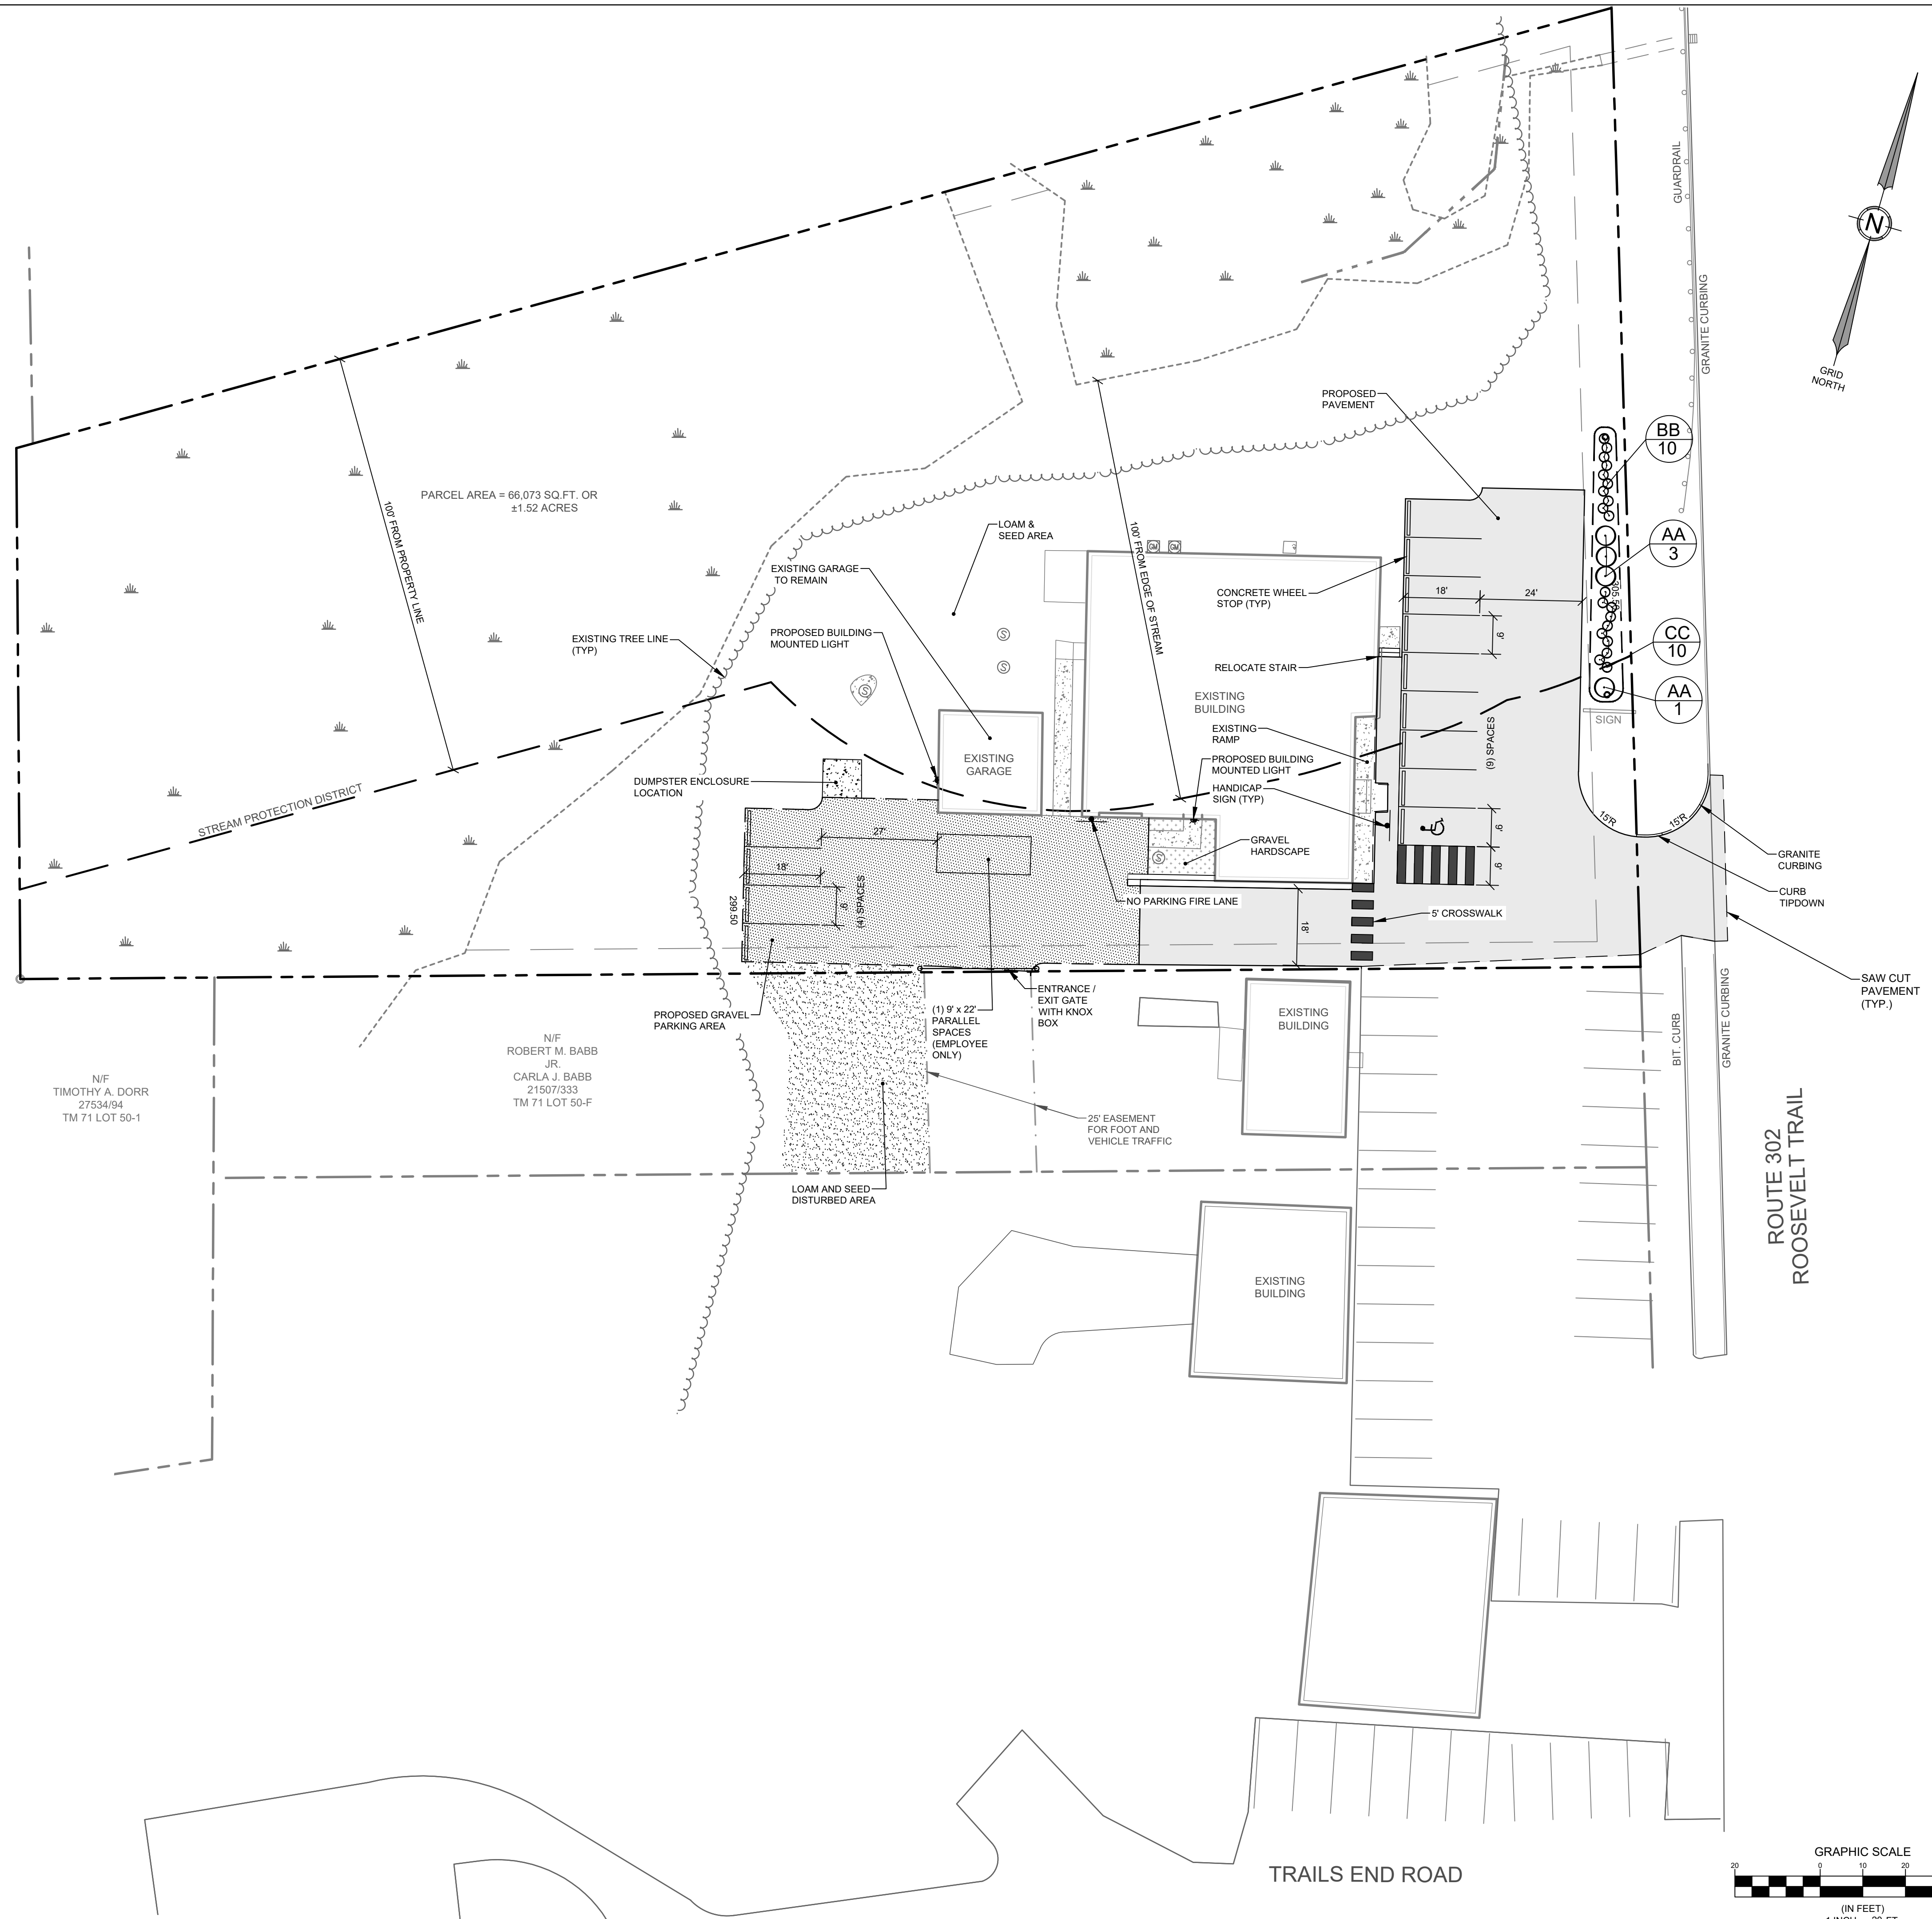 GUARDRAIL
GRANITE CURBING
N
GRID
NORTH
PROPOSED
PAVEMENT
BB
10
PARCEL AREA = 66,073 SQ.FT. OR
±1.52 ACRES
100' FROM PROPERTY LINE
LOAM &
SEED AREA
100' FROM EDGE OF STREAM
GM
GM
AA
3
EXISTING GARAGE
TO REMAIN
CONCRETE WHEEL
STOP (TYP)
18'
24'
9'
305.50
EXISTING TREE LINE
(TYP)
PROPOSED BUILDING
MOUNTED LIGHT
S
S
S
CC
10
RELOCATE STAIR
EXISTING
BUILDING
AA
1
SIGN
EXISTING
RAMP
(9) SPACES
EXISTING
GARAGE
PROPOSED BUILDING
MOUNTED LIGHT
DUMPSTER ENCLOSURE
LOCATION
HANDICAP
SIGN (TYP)
STREAM PROTECTION DISTRICT
15'R
15'R
27'
9'
GRAVEL
HARDSCAPE
S
9'
GRANITE
CURBING
18'
299.50
9'
(4) SPACES
NO PARKING FIRE LANE
CURB
TIPDOWN
5' CROSSWALK
18'
SAW CUT
PAVEMENT
(TYP.)
PROPOSED GRAVEL
PARKING AREA
(1) 9' x 22'
PARALLEL
SPACES
(EMPLOYEE
ONLY)
ENTRANCE /
EXIT GATE
WITH KNOX
BOX
EXISTING
BUILDING
BIT. CURB
GRANITE CURBING
N/F
ROBERT M. BABB
JR.
CARLA J. BABB
21507/333
TM 71 LOT 50-F
N/F
TIMOTHY A. DORR
27534/94
TM 71 LOT 50-1
25' EASEMENT
FOR FOOT AND
VEHICLE TRAFFIC
ROUTE 302
ROOSEVELT TRAIL
LOAM AND SEED
DISTURBED AREA
EXISTING
BUILDING
TRAILS END ROAD
GRAPHIC SCALE
20 0 10 20
(IN FEET)